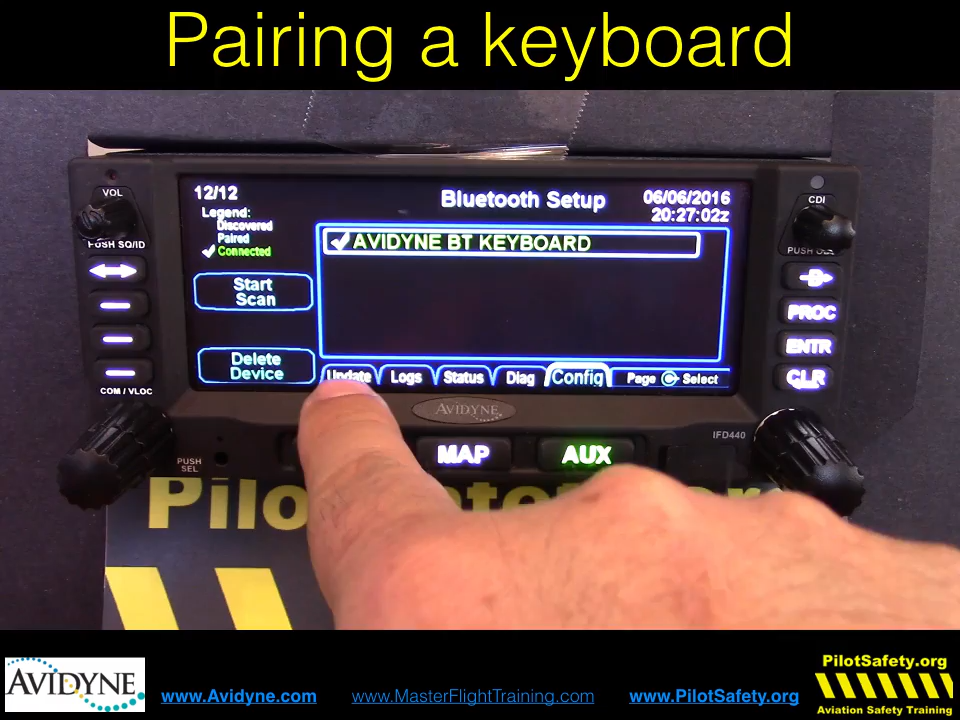 Pairing a keyboard
VOL
12/12
Bluetooth Setup
06/06/2016
20:27:02z
CDI
Legend:
Discovered
Paired
Connected
PUSH SQ/ID
AVIDYNE BT KEYBOARD
Start
Scan
PROC
ENTR
Delete
Device
CLR
Update
Logs
Status
Diag
Config
Page
Select
COM / VLOC
AVIDYNE
IFD440
PUSH
SEL
MAP
AUX
AVIDYNE
www.Avidyne.com
www.MasterFlightTraining.com
www.PilotSafety.org
PilotSafety.org
Aviation Safety Training